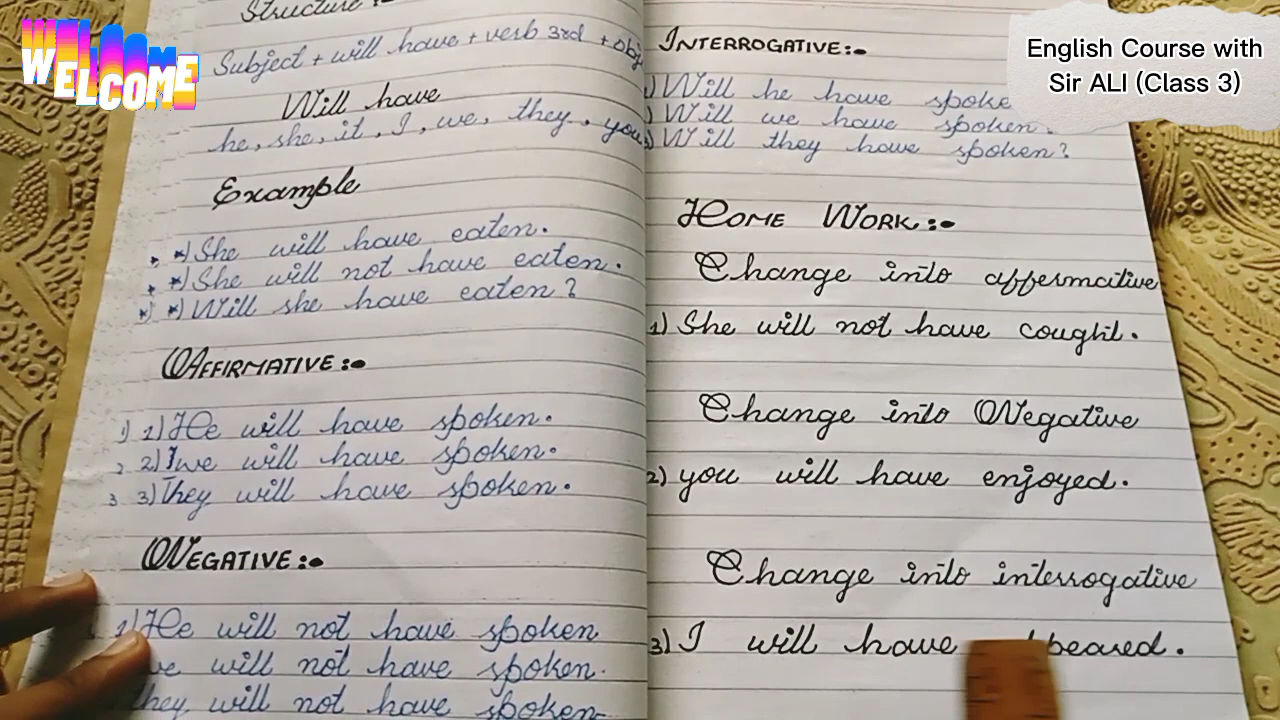 WELCOME
English Course with
Sir ALI (Class 3)
Structure :-
Subject + will have + verb 3rd + obj
Will have
he, she, it, I, we, they, you
Example
*) She will have eaten.
*) She will not have eaten.
*) Will she have eaten?
AFFIRMATIVE:-
1) 1) He will have spoken.
2 2) we will have spoken.
3 3) They will have spoken.
NEGATIVE:-
1) He will not have spoken
will not have spoken.
they will not have spoken
INTERROGATIVE:-
1) Will he have
) Will we have spoken.
3) Will they have spoken?
HOME WORK:-
Change into affermative
1) She will not have cought.
Change into Negative
2) you will have enjoyed.
Change into interrogative
3) I will have